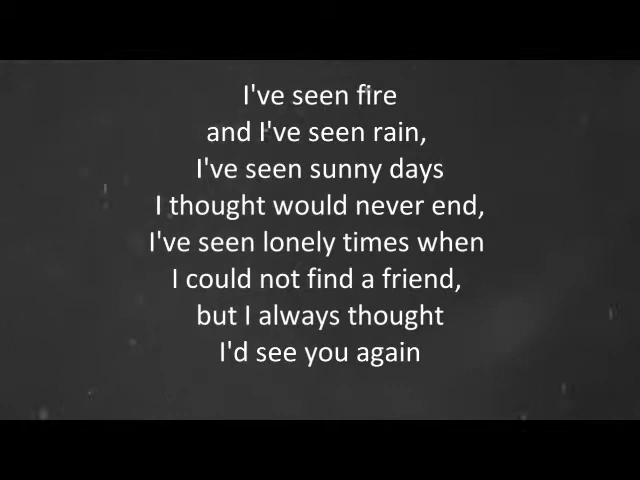 I've seen fire
and I've seen rain,
I've seen sunny days
I thought would never end,
I've seen lonely times when
I could not find a friend,
but I always thought
I'd see you again